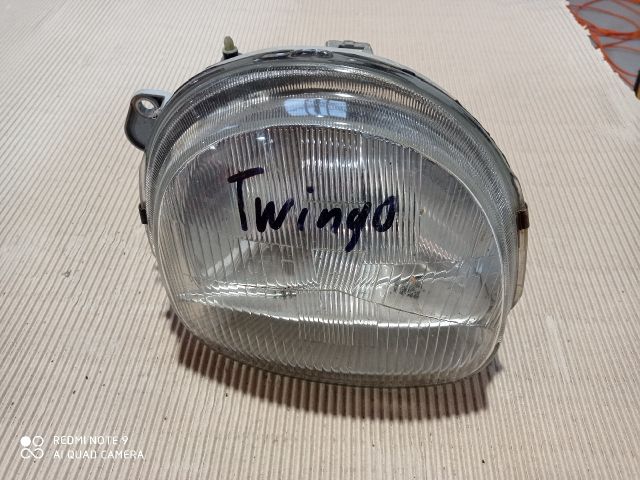 Twingo
REDMI NOTE 9
AI QUAD CAMERA